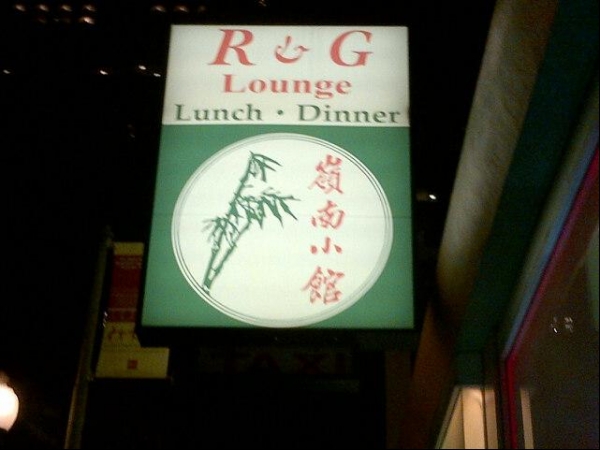 R & G
Lounge
Lunch · Dinner
嶺南小館